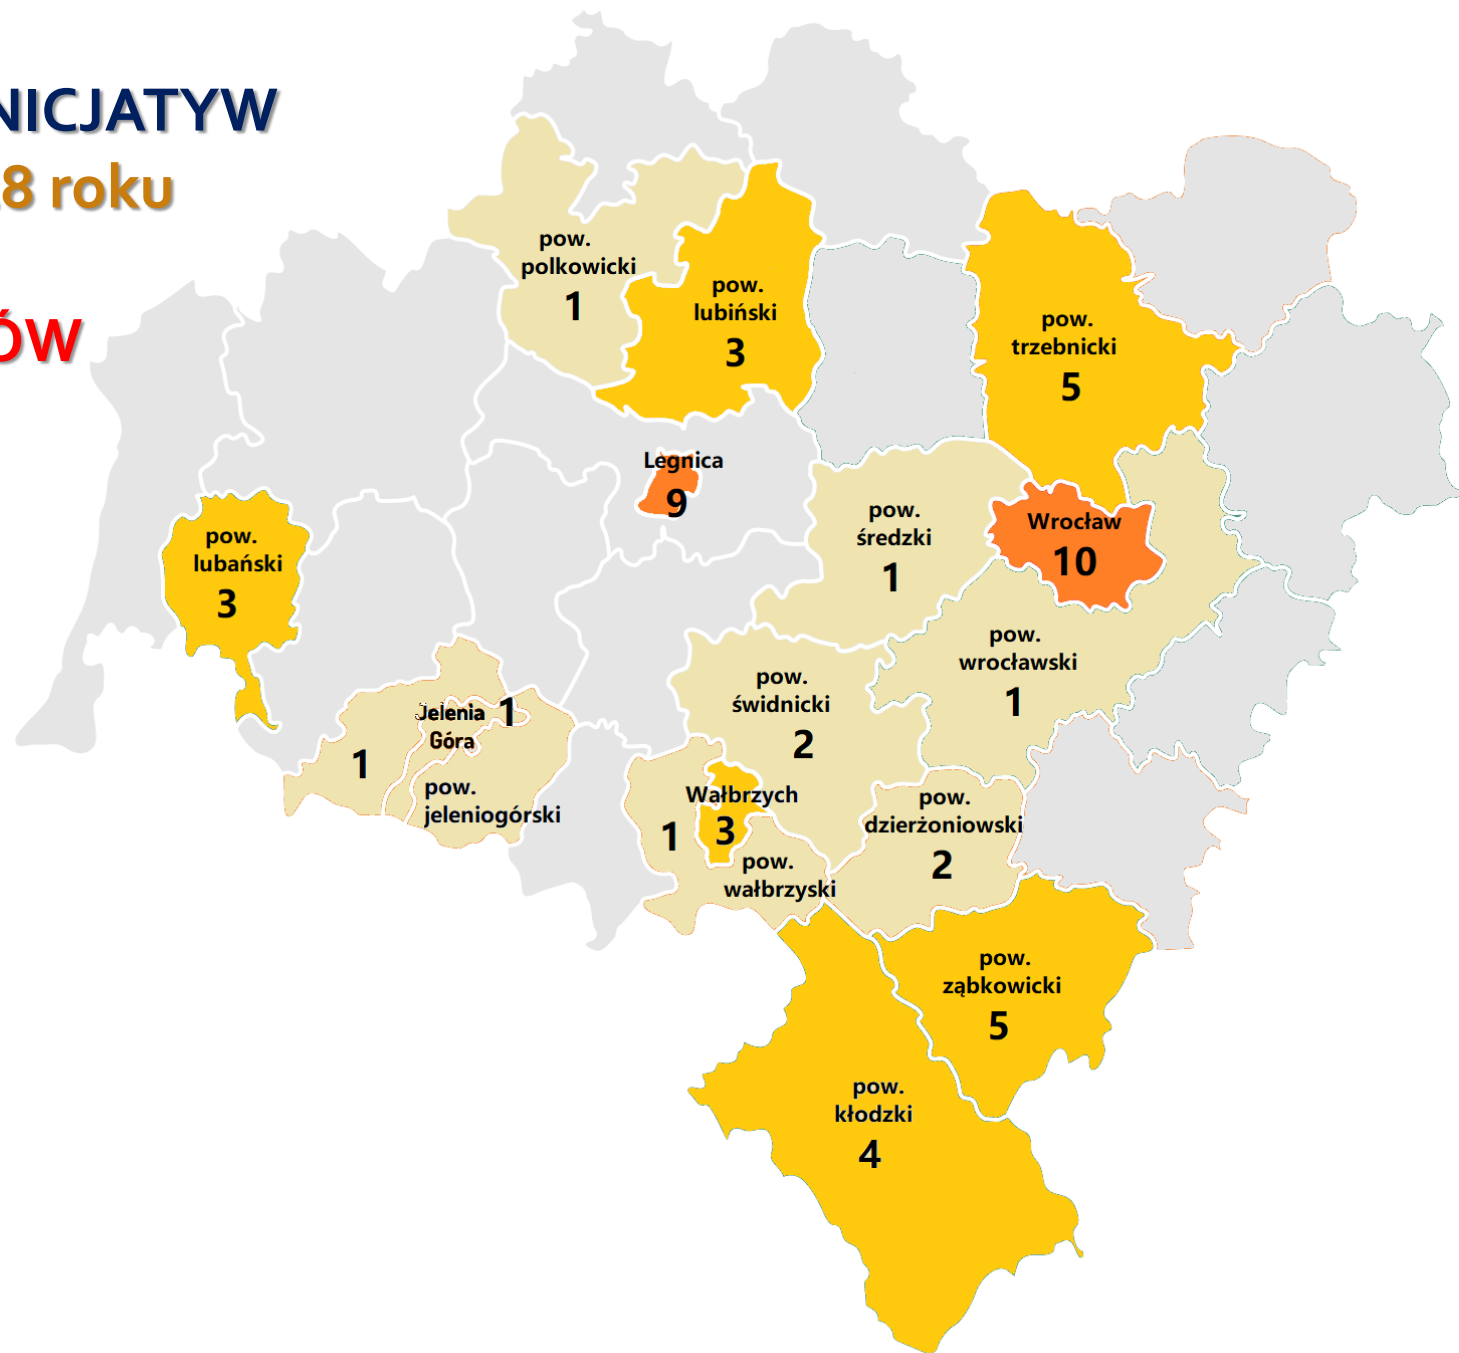 NICJATYW
8 roku
ÓW
pow.
polkowicki
1
pow.
lubiński
3
pow.
trzebnicki
5
Legnica
9
pow.
średzki
1
Wrocław
10
pow.
lubański
3
pow.
wrocławski
1
pow.
świdnicki
2
Jelenia 1
Góra
1
pow.
jeleniogórski
Wałbrzych
1 3
pow.
wałbrzyski
pow.
dzierżoniowski
2
pow.
ząbkowicki
5
pow.
kłodzki
4